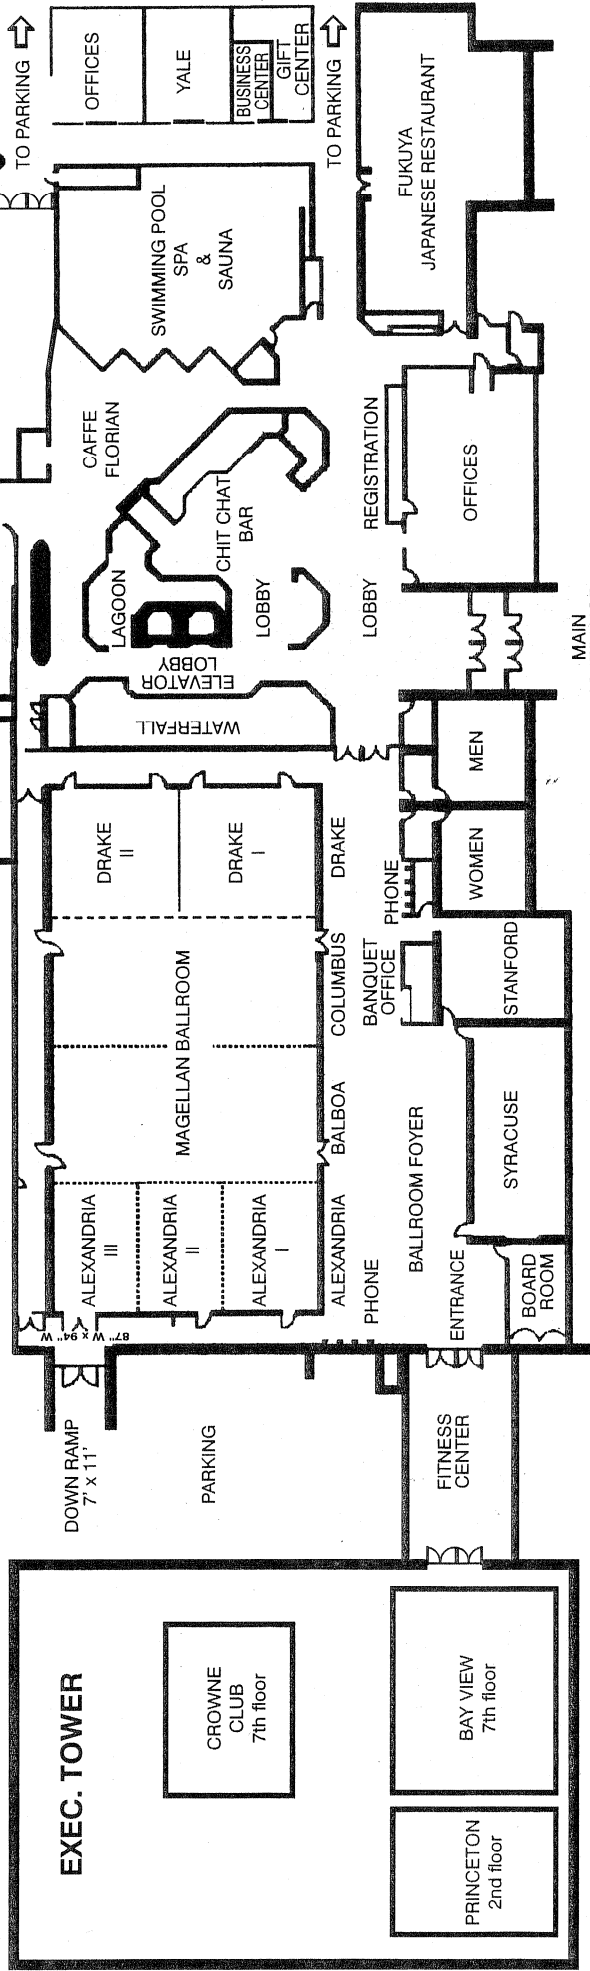 EXEC. TOWER
CROWNE
CLUB
7th floor
PRINCETON
2nd floor
BAY VIEW
7th floor
DOWN RAMP
7' x 11'
PARKING
FITNESS
CENTER
87" W x 94" W
ALEXANDRIA
III
ALEXANDRIA
II
ALEXANDRIA
I
MAGELLAN BALLROOM
DRAKE
II
DRAKE
I
ALEXANDRIA
BALBOA
COLUMBUS
DRAKE
PHONE
BALLROOM FOYER
BANQUET
OFFICE
PHONE
ENTRANCE
BOARD
ROOM
SYRACUSE
STANFORD
WOMEN
MEN
WATERFALL
ELEVATOR
LOBBY
LAGOON
CHIT CHAT
BAR
LOBBY
LOBBY
MAIN
CAFFE
FLORIAN
REGISTRATION
OFFICES
SWIMMING POOL
SPA
&
SAUNA
TO PARKING
OFFICES
YALE
BUSINESS
CENTER
GIFT
CENTER
TO PARKING
FUKUYA
JAPANESE RESTAURANT